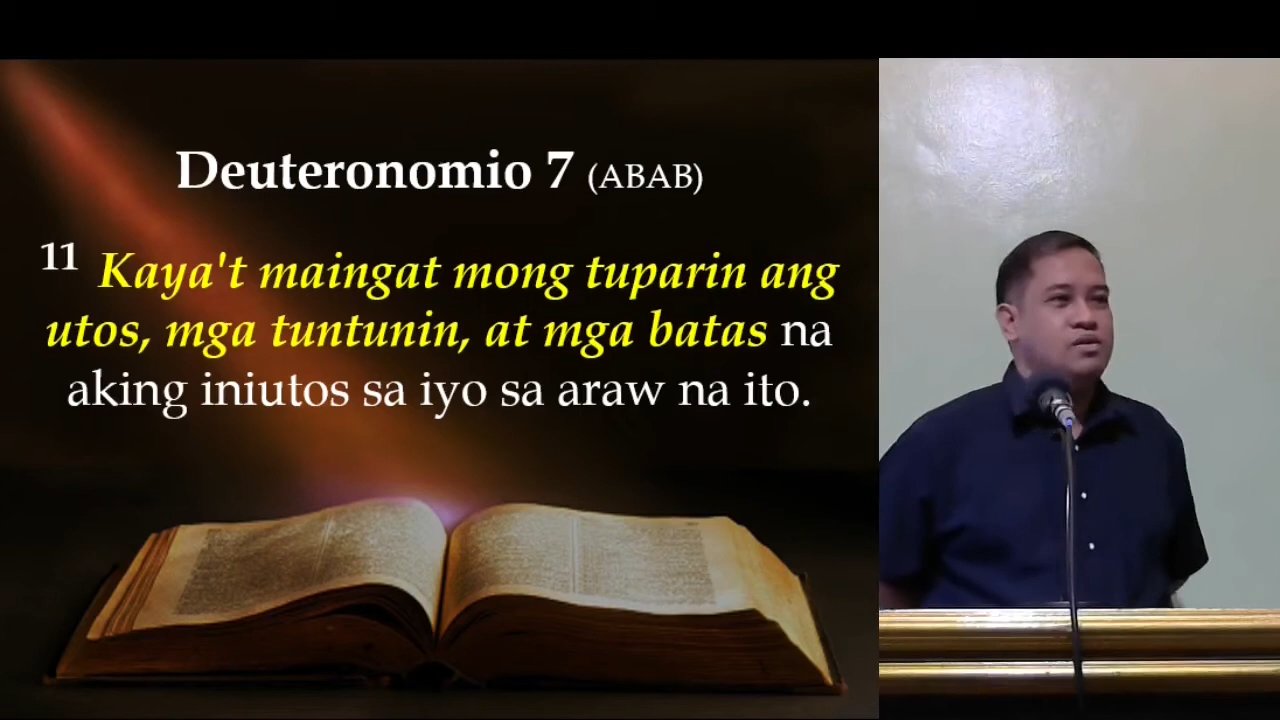 Deuteronomio 7 (ABAB)
11 Kaya't maingat mong tuparin ang
utos, mga tuntunin, at mga batas na
aking iniutos sa iyo sa araw na ito.